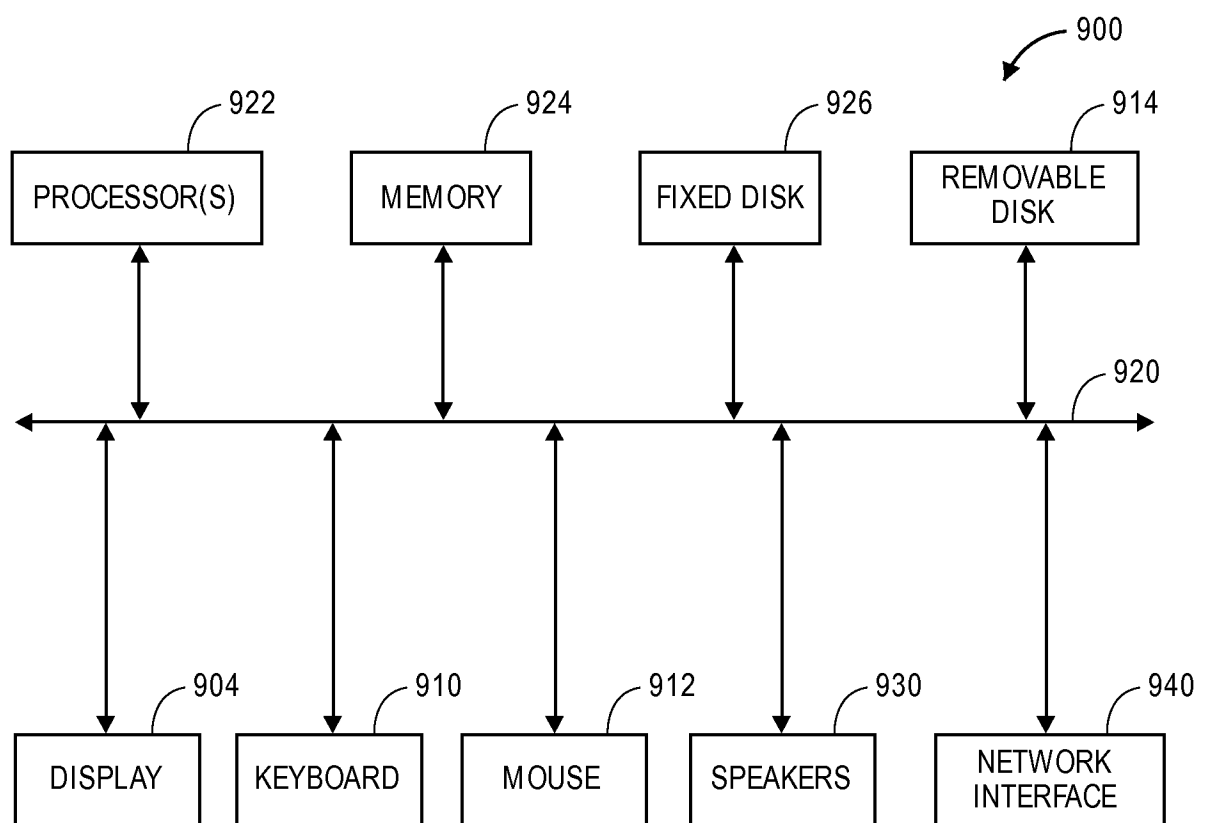 900
922
924
926
914
PROCESSOR(S)
MEMORY
FIXED DISK
REMOVABLE
DISK
920
904
910
912
930
940
DISPLAY
KEYBOARD
MOUSE
SPEAKERS
NETWORK
INTERFACE